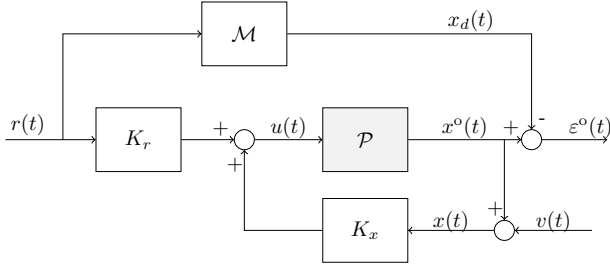 ℳ x_d(t)
-
r(t) K_r + u(t) 𝒫 x^o(t) + ε^o(t)
+
+
K_x x(t) v(t)